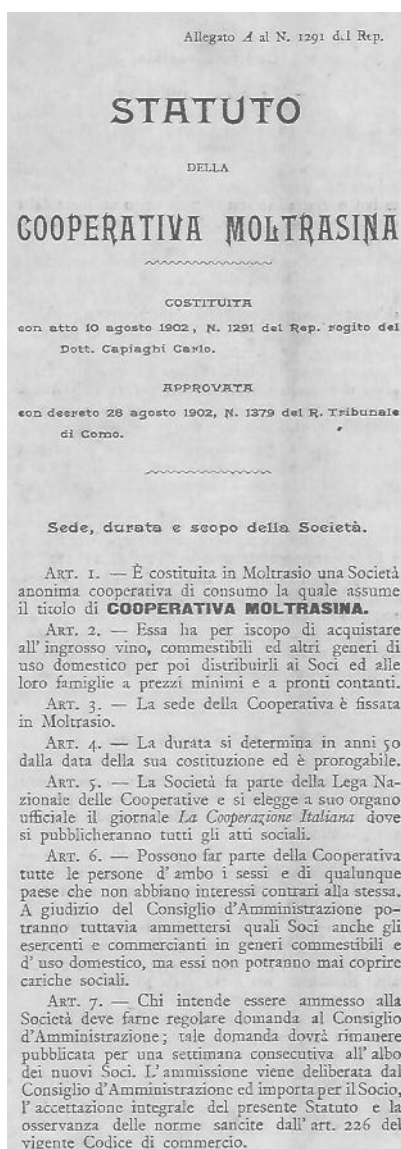 Allegato A al N. 1291 del Rep.
STATUTO
DELLA
COOPERATIVA MOLTRASINA
COSTITUITA
con atto 10 agosto 1902, N. 1291 del Rep. rogito del
Dott. Capiaghi Carlo.
APPROVATA
con decreto 28 agosto 1902, N. 1379 del R. Tribunale
di Como.
Sede, durata e scopo della Società.
ART. 1. — È costituita in Moltrasio una Società
anonima cooperativa di consumo la quale assume
il titolo di COOPERATIVA MOLTRASINA.
ART. 2. — Essa ha per iscopo di acquistare
all' ingrosso vino, commestibili ed altri generi di
uso domestico per poi distribuirli ai Soci ed alle
loro famiglie a prezzi minimi e a pronti contanti.
ART. 3. — La sede della Cooperativa è fissata
in Moltrasio.
ART. 4. — La durata si determina in anni 50
dalla data della sua costituzione ed è prorogabile.
ART. 5. — La Società fa parte della Lega Na-
zionale delle Cooperative e si elegge a suo organo
ufficiale il giornale La Cooperazione Italiana dove
si pubblicheranno tutti gli atti sociali.
ART. 6. — Possono far parte della Cooperativa
tutte le persone d' ambo i sessi e di qualunque
paese che non abbiano interessi contrari alla stessa.
A giudizio del Consiglio d'Amministrazione po-
tranno tuttavia ammettersi quali Soci anche gli
esercenti e commercianti in generi commestibili e
d' uso domestico, ma essi non potranno mai coprire
cariche sociali.
ART. 7. — Chi intende essere ammesso alla
Società deve farne regolare domanda al Consiglio
d'Amministrazione; tale domanda dovrà rimanere
pubblicata per una settimana consecutiva all' albo
dei nuovi Soci. L' ammissione viene deliberata dal
Consiglio d'Amministrazione ed importa per il Socio,
l' accettazione integrale del presente Statuto e la
osservanza delle norme sancite dall' art. 226 del
vigente Codice di commercio.